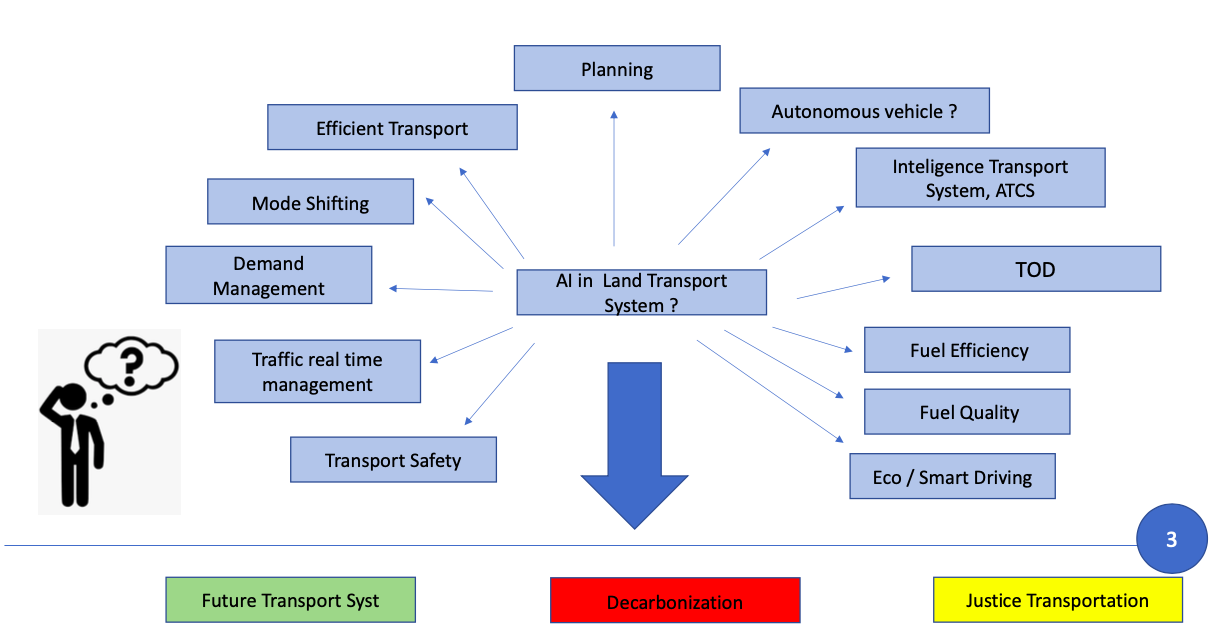 Planning
Autonomous vehicle ?
Efficient Transport
Inteligence Transport
System, ATCS
Mode Shifting
Demand
Management
TOD
AI in Land Transport
System ?
Traffic real time
management
Fuel Efficiency
Fuel Quality
Transport Safety
Eco / Smart Driving
?
3
Future Transport Syst
Decarbonization
Justice Transportation